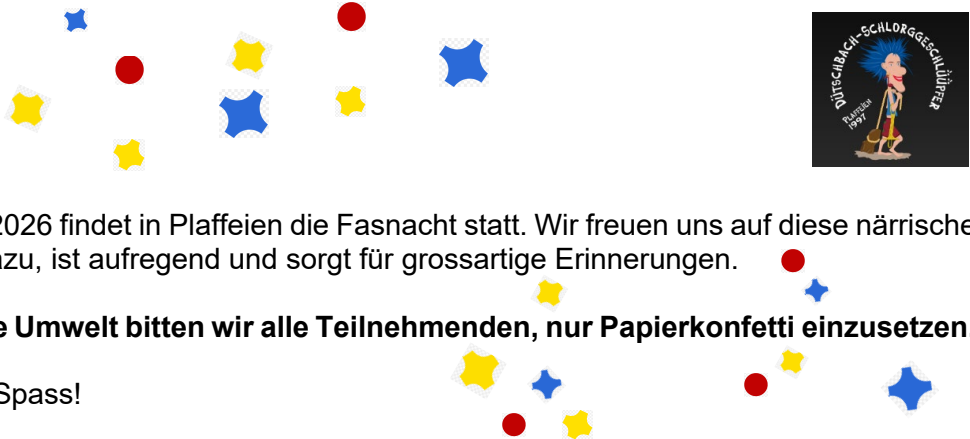 DÜTSCHBACH-SCHLORGGESCHLÜÜPFER
PLAFFEIEN
1997
2026 findet in Plaffeien die Fasnacht statt. Wir freuen uns auf diese närrische
azu, ist aufregend und sorgt für grossartige Erinnerungen.
e Umwelt bitten wir alle Teilnehmenden, nur Papierkonfetti einzusetzen.
Spass!